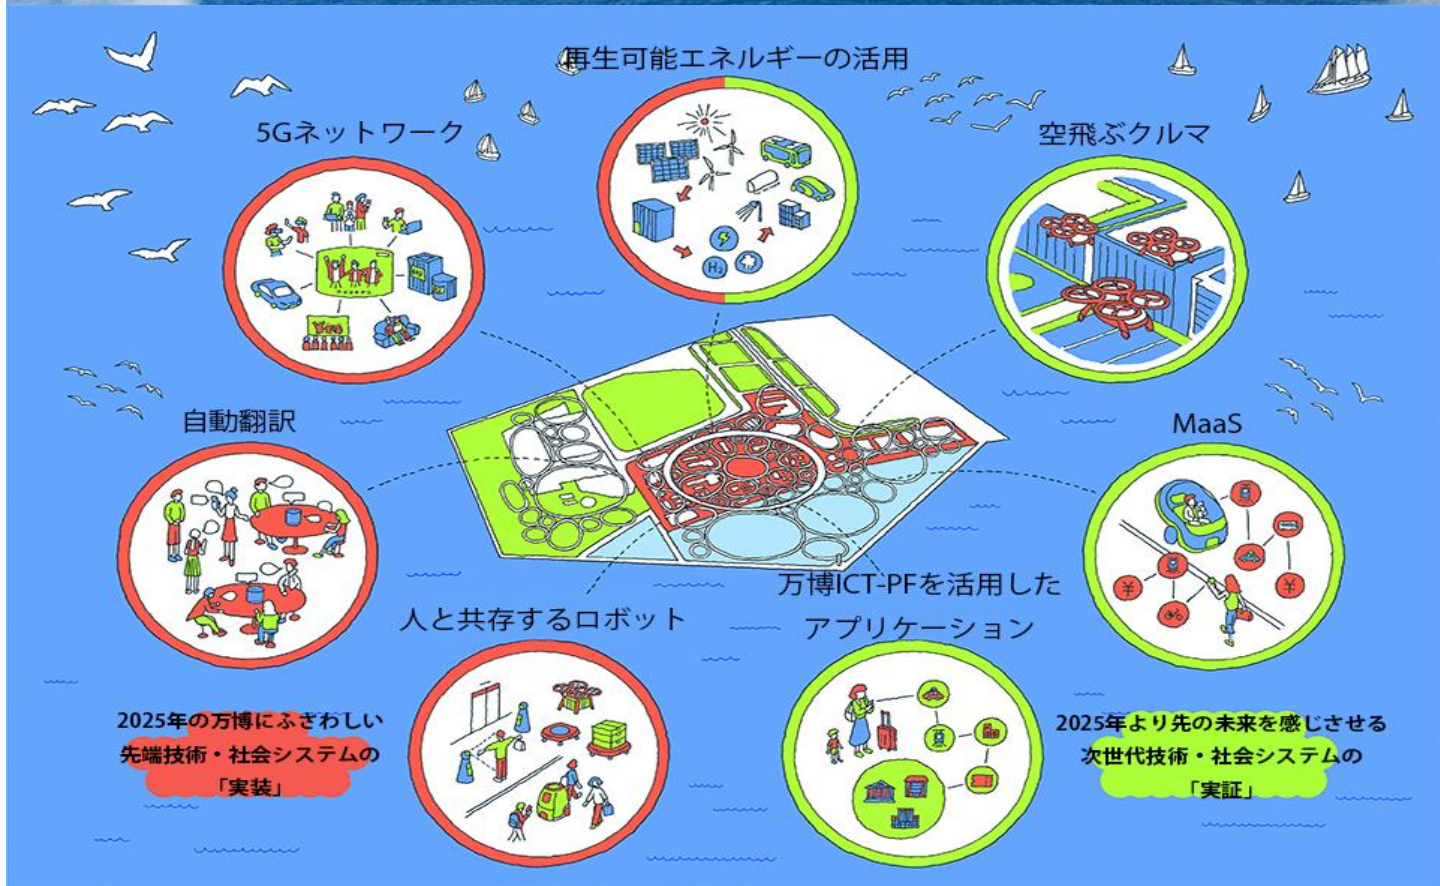 再生可能エネルギーの活用
5Gネットワーク
空飛ぶクルマ
H₂
自動翻訳
MaaS
¥
¥
人と共存するロボット
万博ICT-PFを活用した
アプリケーション
2025年の万博にふさわしい
先端技術・社会システムの
「実装」
2025年より先の未来を感じさせる
次世代技術・社会システムの
「実証」